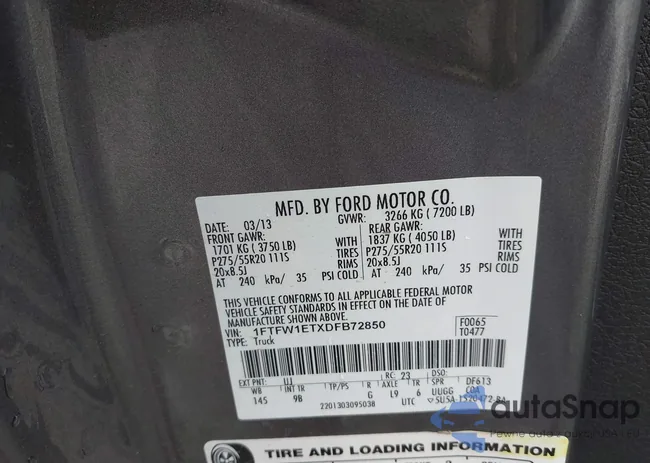 MFD. BY FORD MOTOR CO.
DATE: 03/13 GVWR: 3266 KG ( 7200 LB)
FRONT GAWR: REAR GAWR:
1701 KG ( 3750 LB) WITH 1837 KG ( 4050 LB) WITH
P275/55R20 111S TIRES P275/55R20 111S TIRES
20x8.5J RIMS 20x8.5J RIMS
AT 240 kPa/ 35 PSI COLD AT 240 kPa/ 35 PSI COLD
THIS VEHICLE CONFORMS TO ALL APPLICABLE FEDERAL MOTOR
VEHICLE SAFETY STANDARDS IN EFFECT ON THE DATE OF
MANUFACTURE SHOWN ABOVE.
VIN: 1FTFW1ETXDFB72850 F0065
TYPE: Truck T0477
EXT PNT: UJ RC: 23 DSO: DF613
WB INT TR TP/PS R AXLE TR SPR COA
145 9B G L9 6 UUGG
2201303095038 UTC
TIRE AND LOADING INFORMATION
autaSnap